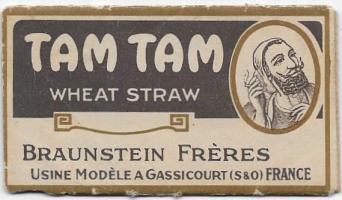 TAM TAM
WHEAT STRAW
BRAUNSTEIN FRÈRES
USINE MODÈLE A GASSICOURT (S&O) FRANCE